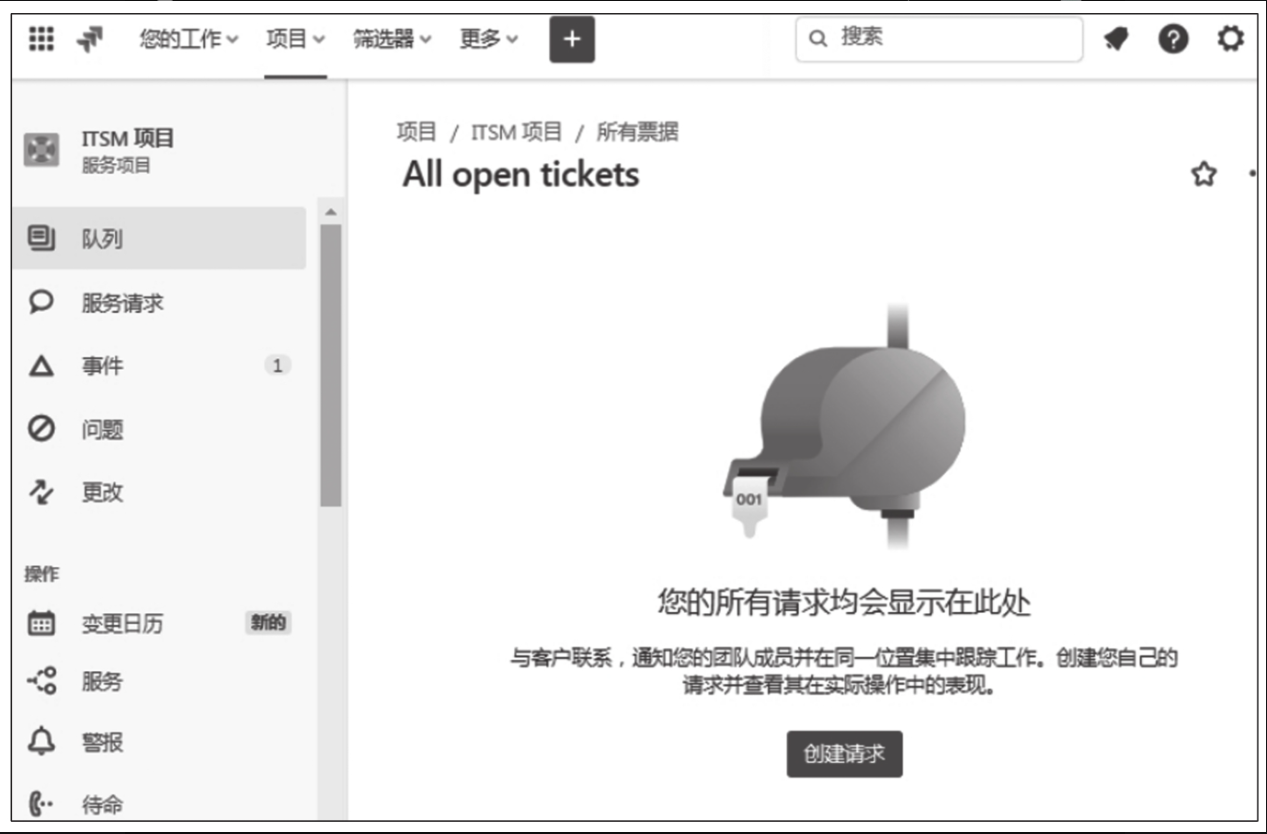 您的工作 项目 筛选器 更多 + 搜索 ?
ITSM 项目
服务项目
队列
服务请求
事件 1
问题
更改
操作
变更日历 新的
服务
警报
待命
项目 / ITSM 项目 / 所有票据
All open tickets
001
您的所有请求均会显示在此处
与客户联系，通知您的团队成员并在同一位置集中跟踪工作。创建您自己的
请求并查看其在实际操作中的表现。
创建请求